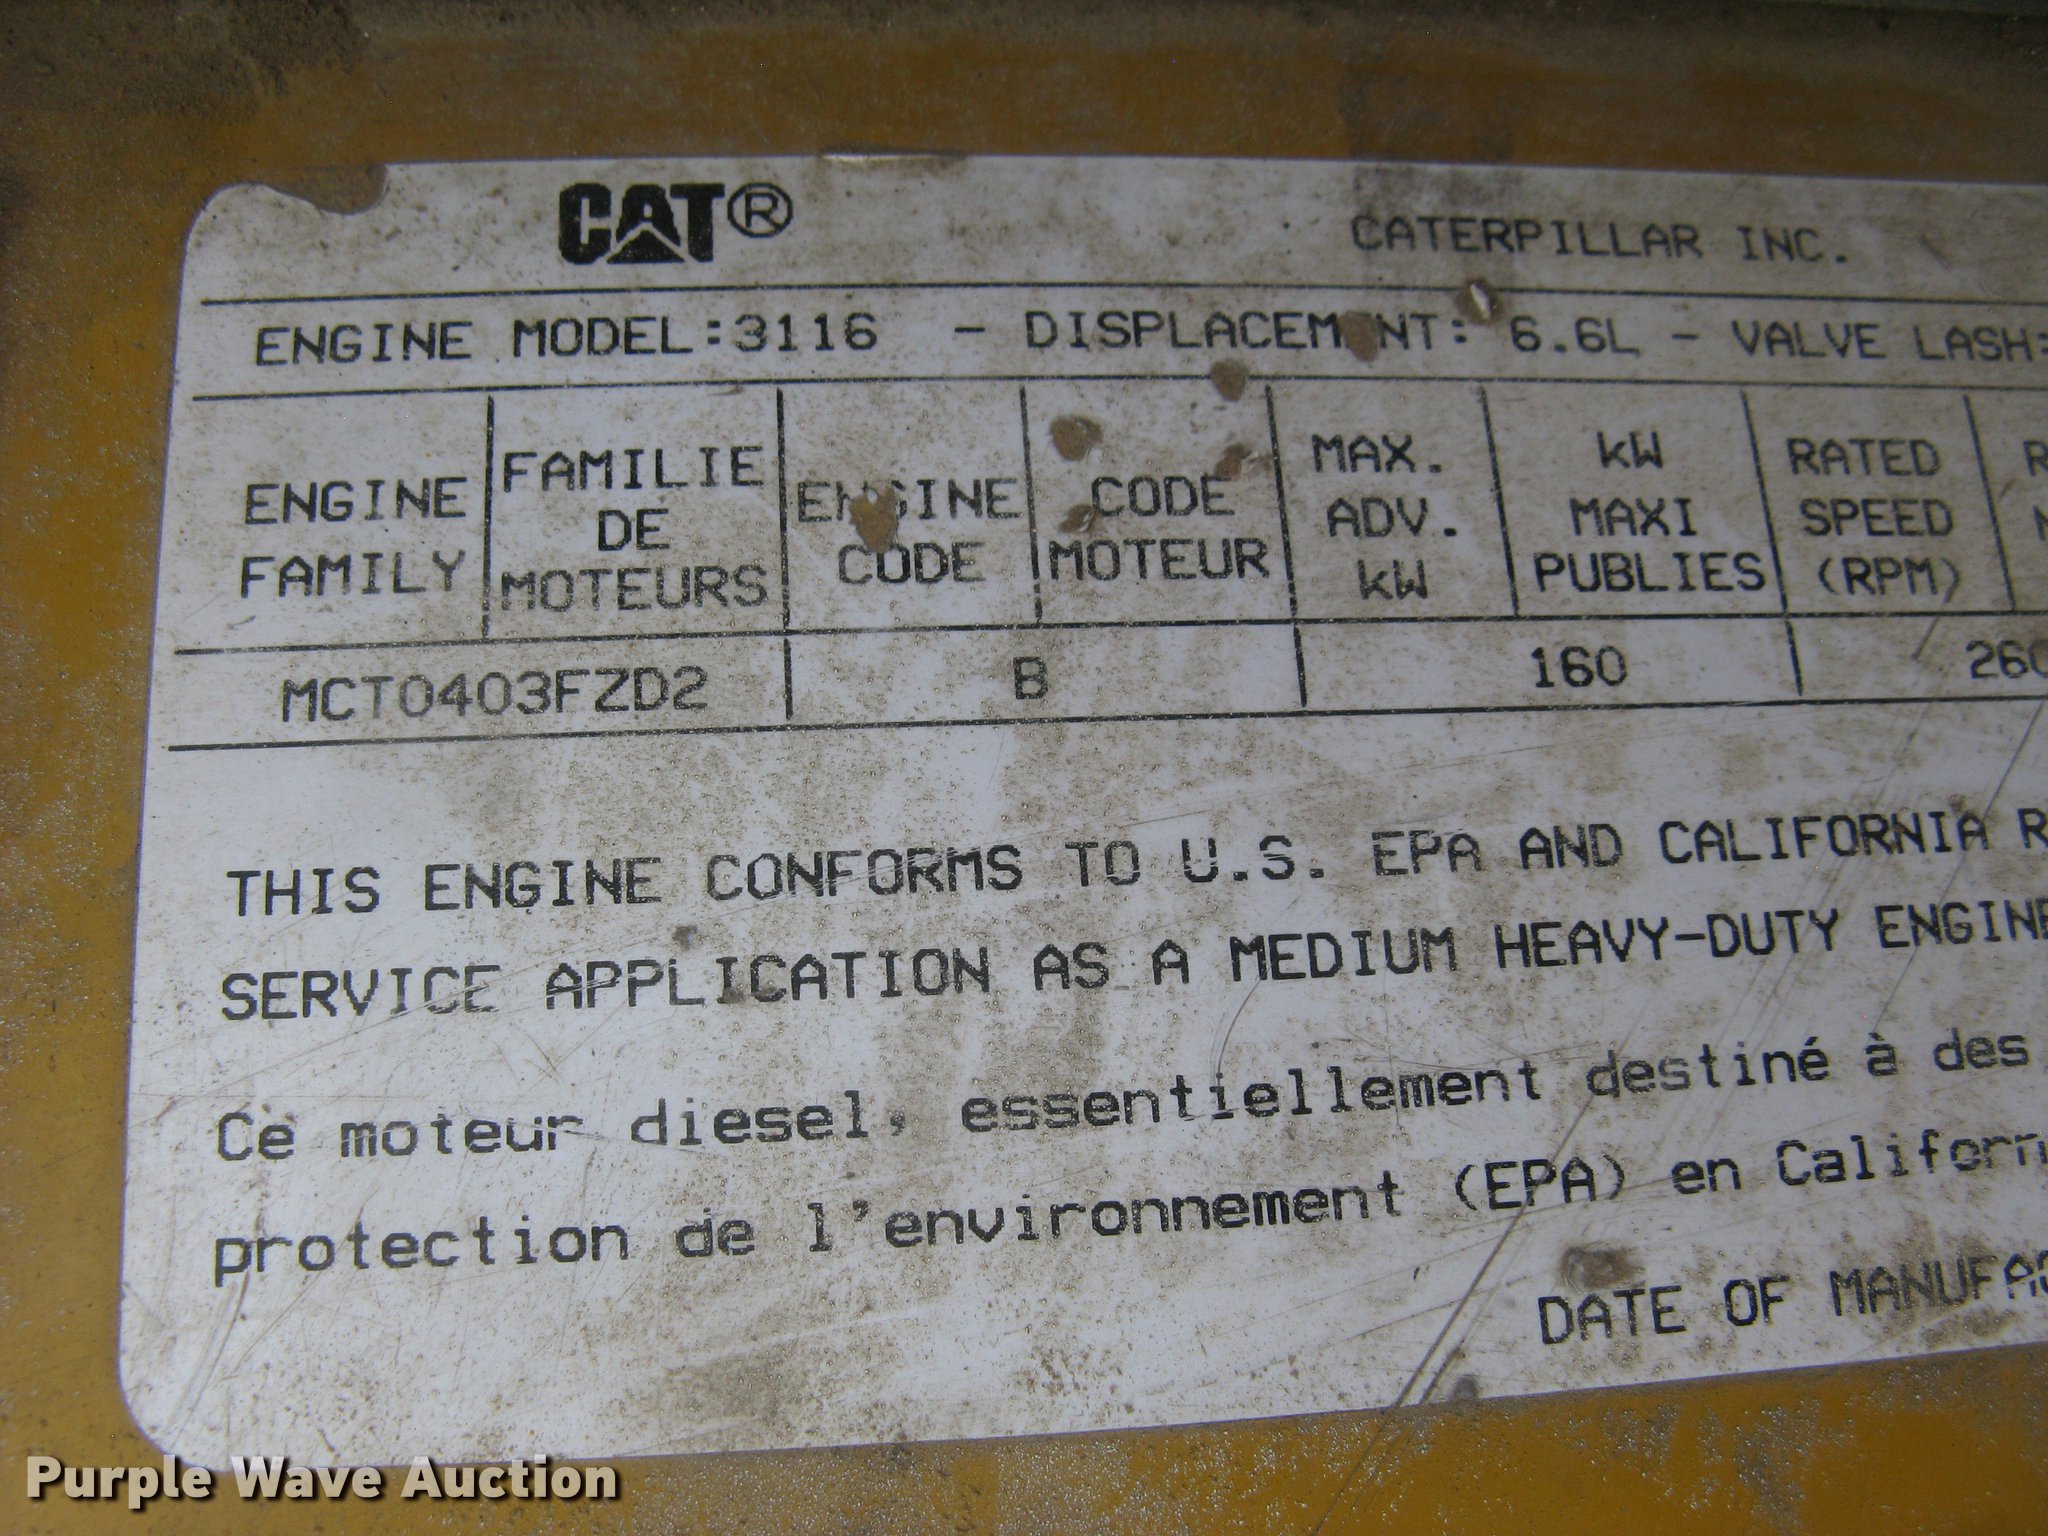 CAT® CATERPILLAR INC.
ENGINE MODEL:3116 - DISPLACEMENT: 6.6L - VALVE LASH:
ENGINE FAMILY
FAMILIE DE MOTEURS
ENGINE CODE
CODE MOTEUR
MAX. ADV. kW
kW MAXI PUBLIES
RATED SPEED (RPM)
MCT0403FZD2 B 160 260
THIS ENGINE CONFORMS TO U.S. EPA AND CALIFORNIA R
SERVICE APPLICATION AS A MEDIUM HEAVY-DUTY ENGINE
Ce moteur diesel, essentiellement destiné à des
protection de l'environnement (EPA) en Californ
DATE OF MANUFAC
Purple Wave Auction